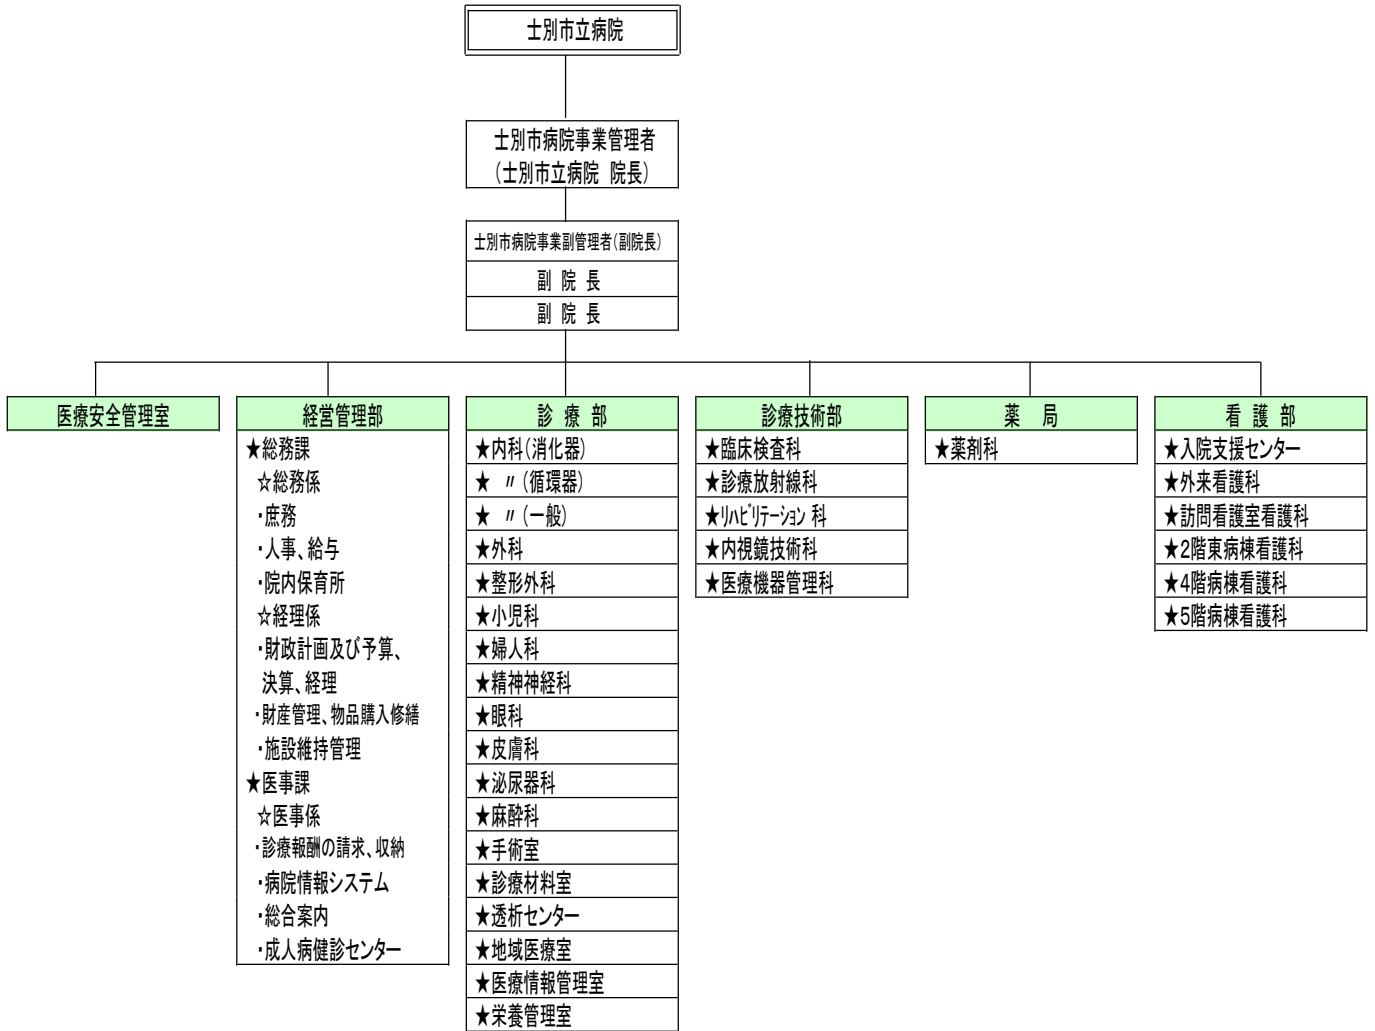 士別市立病院
士別市病院事業管理者
(士別市立病院 院長)
士別市病院事業副管理者(副院長)
副 院 長
副 院 長
医療安全管理室
経営管理部
★総務課
☆総務係
・庶務
・人事、給与
・院内保育所
☆経理係
・財政計画及び予算、
決算、経理
・財産管理、物品購入修繕
・施設維持管理
★医事課
☆医事係
・診療報酬の請求、収納
・病院情報システム
・総合案内
・成人病健診センター
診 療 部
★内科(消化器)
★ 〃 (循環器)
★ 〃 (一般)
★外科
★整形外科
★小児科
★婦人科
★精神神経科
★眼科
★皮膚科
★泌尿器科
★麻酔科
★手術室
★診療材料室
★透析センター
★地域医療室
★医療情報管理室
★栄養管理室
診療技術部
★臨床検査科
★診療放射線科
★ﾘﾊﾋﾞﾘﾃｰｼｮﾝ 科
★内視鏡技術科
★医療機器管理科
薬 局
★薬剤科
看 護 部
★入院支援センター
★外来看護科
★訪問看護室看護科
★2階東病棟看護科
★4階病棟看護科
★5階病棟看護科